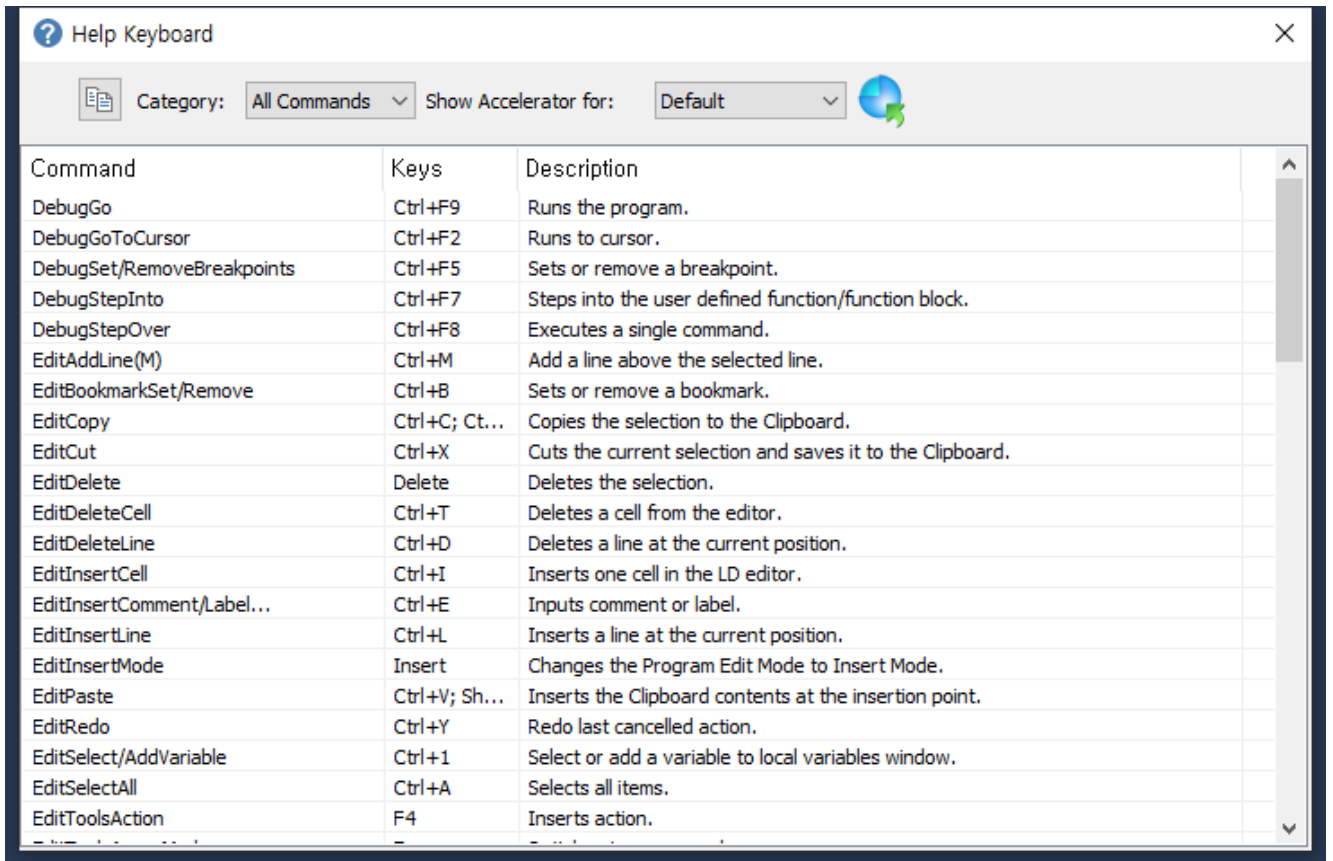 Help Keyboard
Category: All Commands Show Accelerator for: Default
Command Keys Description
DebugGo Ctrl+F9 Runs the program.
DebugGoToCursor Ctrl+F2 Runs to cursor.
DebugSet/RemoveBreakpoints Ctrl+F5 Sets or remove a breakpoint.
DebugStepInto Ctrl+F7 Steps into the user defined function/function block.
DebugStepOver Ctrl+F8 Executes a single command.
EditAddLine(M) Ctrl+M Add a line above the selected line.
EditBookmarkSet/Remove Ctrl+B Sets or remove a bookmark.
EditCopy Ctrl+C; Ct... Copies the selection to the Clipboard.
EditCut Ctrl+X Cuts the current selection and saves it to the Clipboard.
EditDelete Delete Deletes the selection.
EditDeleteCell Ctrl+T Deletes a cell from the editor.
EditDeleteLine Ctrl+D Deletes a line at the current position.
EditInsertCell Ctrl+I Inserts one cell in the LD editor.
EditInsertComment/Label... Ctrl+E Inputs comment or label.
EditInsertLine Ctrl+L Inserts a line at the current position.
EditInsertMode Insert Changes the Program Edit Mode to Insert Mode.
EditPaste Ctrl+V; Sh... Inserts the Clipboard contents at the insertion point.
EditRedo Ctrl+Y Redo last cancelled action.
EditSelect/AddVariable Ctrl+1 Select or add a variable to local variables window.
EditSelectAll Ctrl+A Selects all items.
EditToolsAction F4 Inserts action.